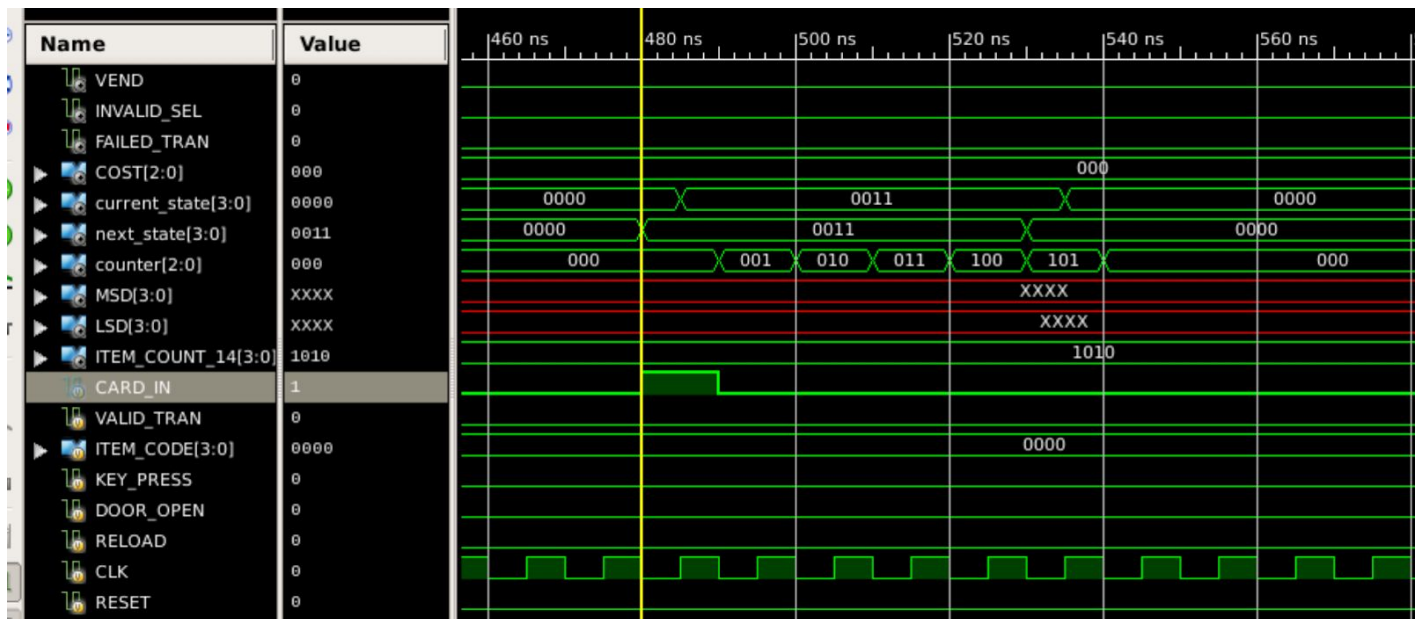 Name Value 460 ns 480 ns 500 ns 520 ns 540 ns 560 ns
VEND 0
INVALID_SEL 0
FAILED_TRAN 0
COST[2:0] 000 000
current_state[3:0] 0000 0000 0011 0000
next_state[3:0] 0011 0000 0011 0000
counter[2:0] 000 000 001 010 011 100 101 000
MSD[3:0] XXXX XXXX
LSD[3:0] XXXX XXXX
ITEM_COUNT_14[3:0] 1010 1010
CARD_IN 1
VALID_TRAN 0
ITEM_CODE[3:0] 0000 0000
KEY_PRESS 0
DOOR_OPEN 0
RELOAD 0
CLK 0
RESET 0